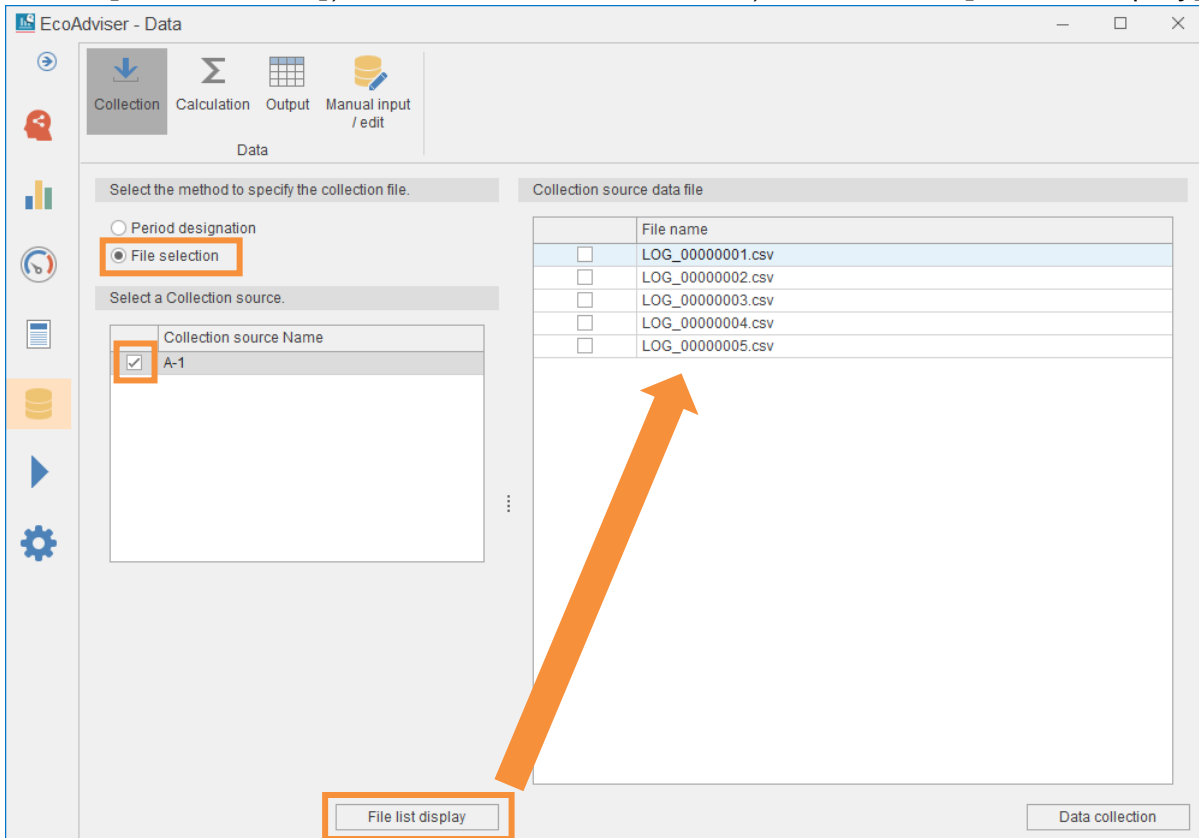 EcoAdviser - Data
Collection
Calculation
Output
Manual input
/ edit
Data
Select the method to specify the collection file.
Period designation
File selection
Select a Collection source.
Collection source Name
A-1
File list display
Collection source data file
File name
LOG_00000001.csv
LOG_00000002.csv
LOG_00000003.csv
LOG_00000004.csv
LOG_00000005.csv
Data collection